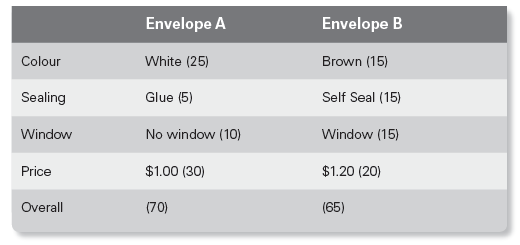 Envelope A Envelope B
Colour White (25) Brown (15)
Sealing Glue (5) Self Seal (15)
Window No window (10) Window (15)
Price $1.00 (30) $1.20 (20)
Overall (70) (65)